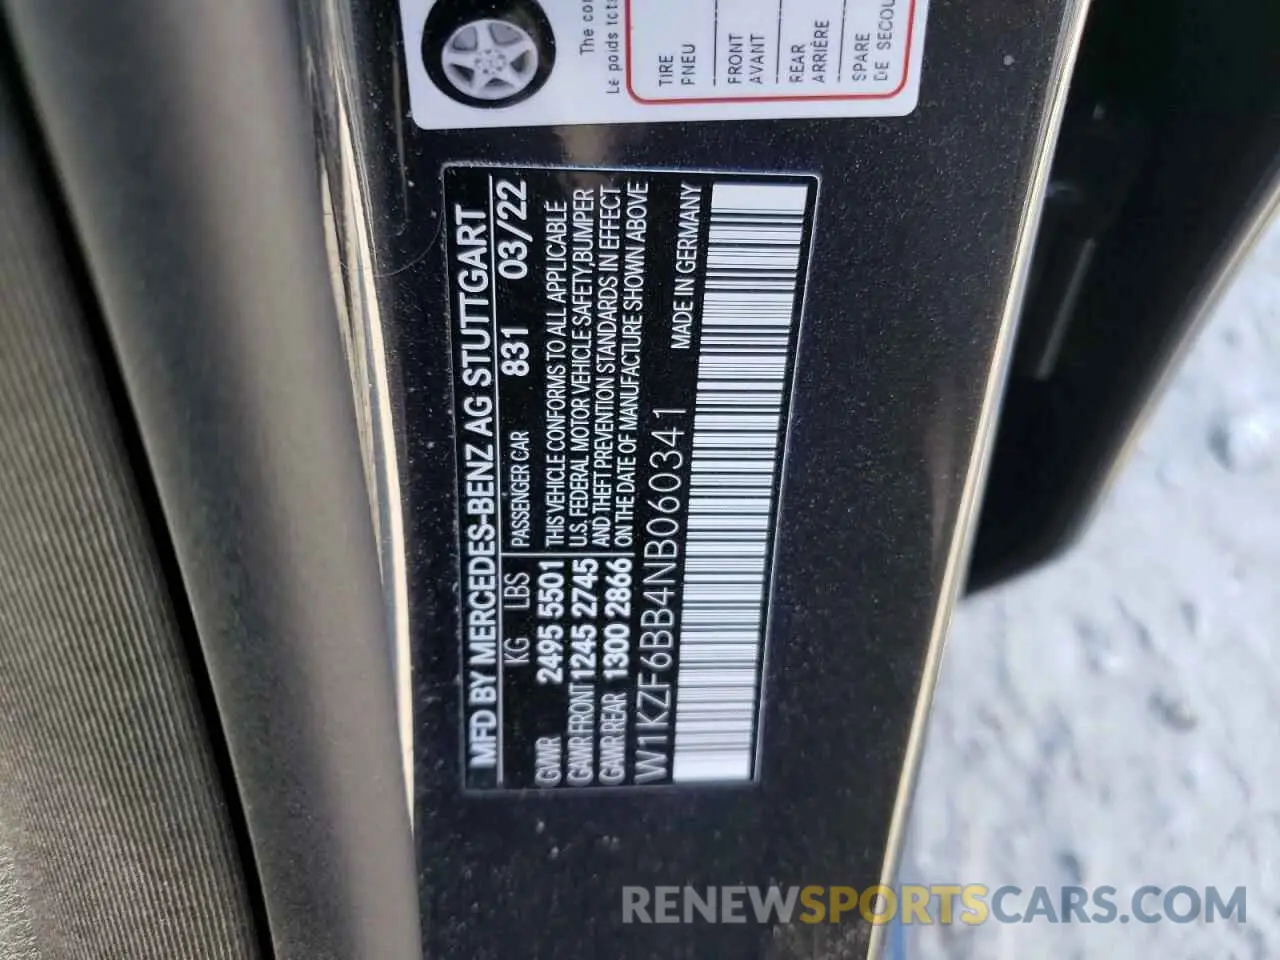 MFD BY MERCEDES-BENZ AG STUTTGART
KG LBS PASSENGER CAR 831 03/22
GVWR 2495 5501 THIS VEHICLE CONFORMS TO ALL APPLICABLE
GAWR FRONT 1245 2745 U.S. FEDERAL MOTOR VEHICLE SAFETY,BUMPER
GAWR REAR 1300 2866 AND THEFT PREVENTION STANDARDS IN EFFECT
ON THE DATE OF MANUFACTURE SHOWN ABOVE
W1KZF6BB4NB060341 MADE IN GERMANY
The
Le poids
TIRE
PNEU
FRONT
AVANT
REAR
ARRIÈRE
SPARE
DE
RENEWSPORTSCARS.COM